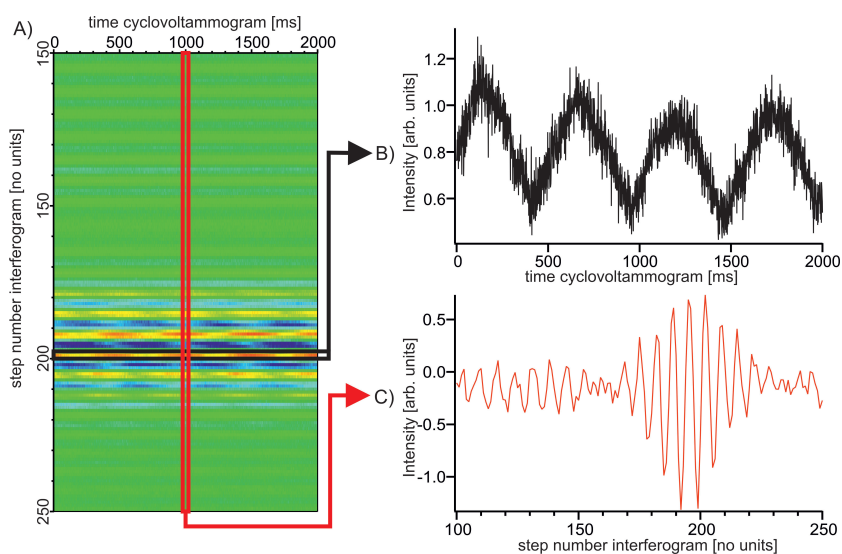 A)
time cyclovoltammogram [ms]
0 500 1000 1500 2000
step number interferogram [no units]
150
150
200
250
B)
Intensity [arb. units]
1.2
1.0
0.8
0.6
0 500 1000 1500 2000
time cyclovoltammogram [ms]
C)
Intensity [arb. units]
0.5
0.0
-0.5
-1.0
100 150 200 250
step number interferogram [no units]